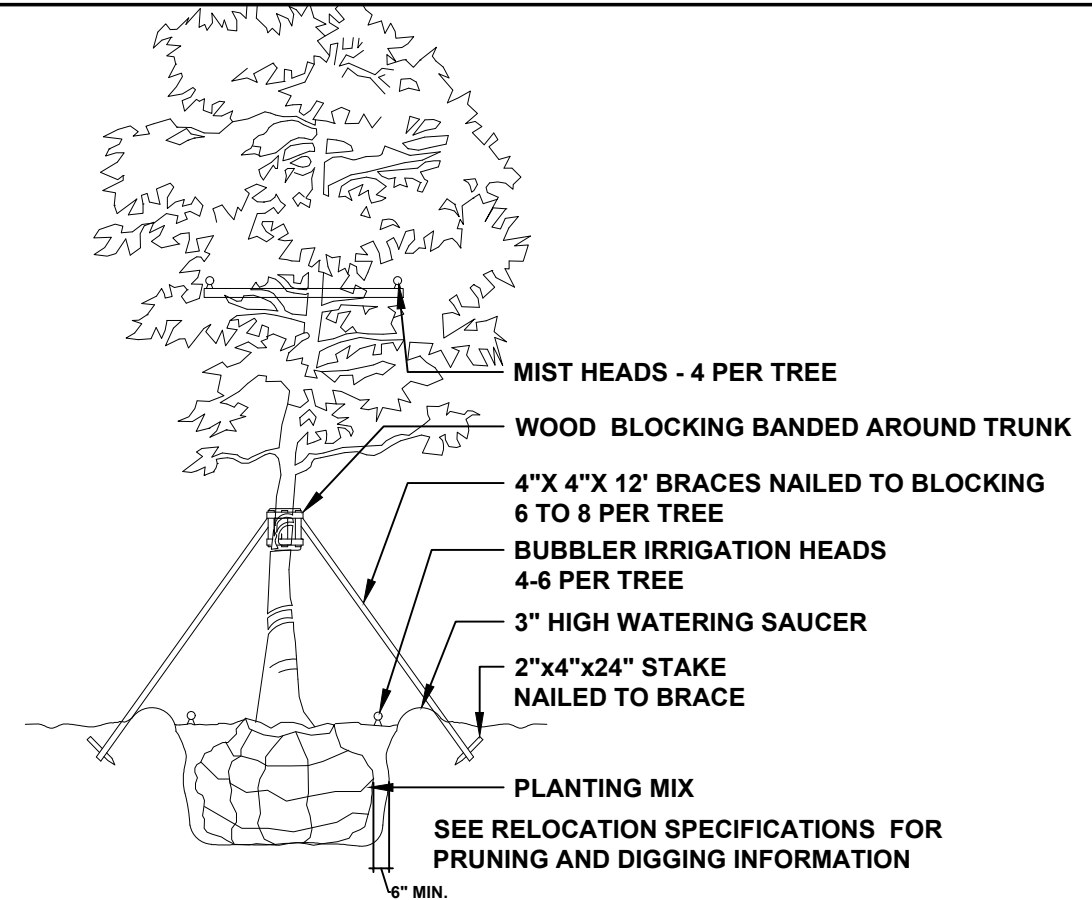 MIST HEADS - 4 PER TREE
WOOD BLOCKING BANDED AROUND TRUNK
4"X 4"X 12' BRACES NAILED TO BLOCKING
6 TO 8 PER TREE
BUBBLER IRRIGATION HEADS
4-6 PER TREE
3" HIGH WATERING SAUCER
2"x4"x24" STAKE
NAILED TO BRACE
PLANTING MIX
SEE RELOCATION SPECIFICATIONS FOR
PRUNING AND DIGGING INFORMATION
6" MIN.